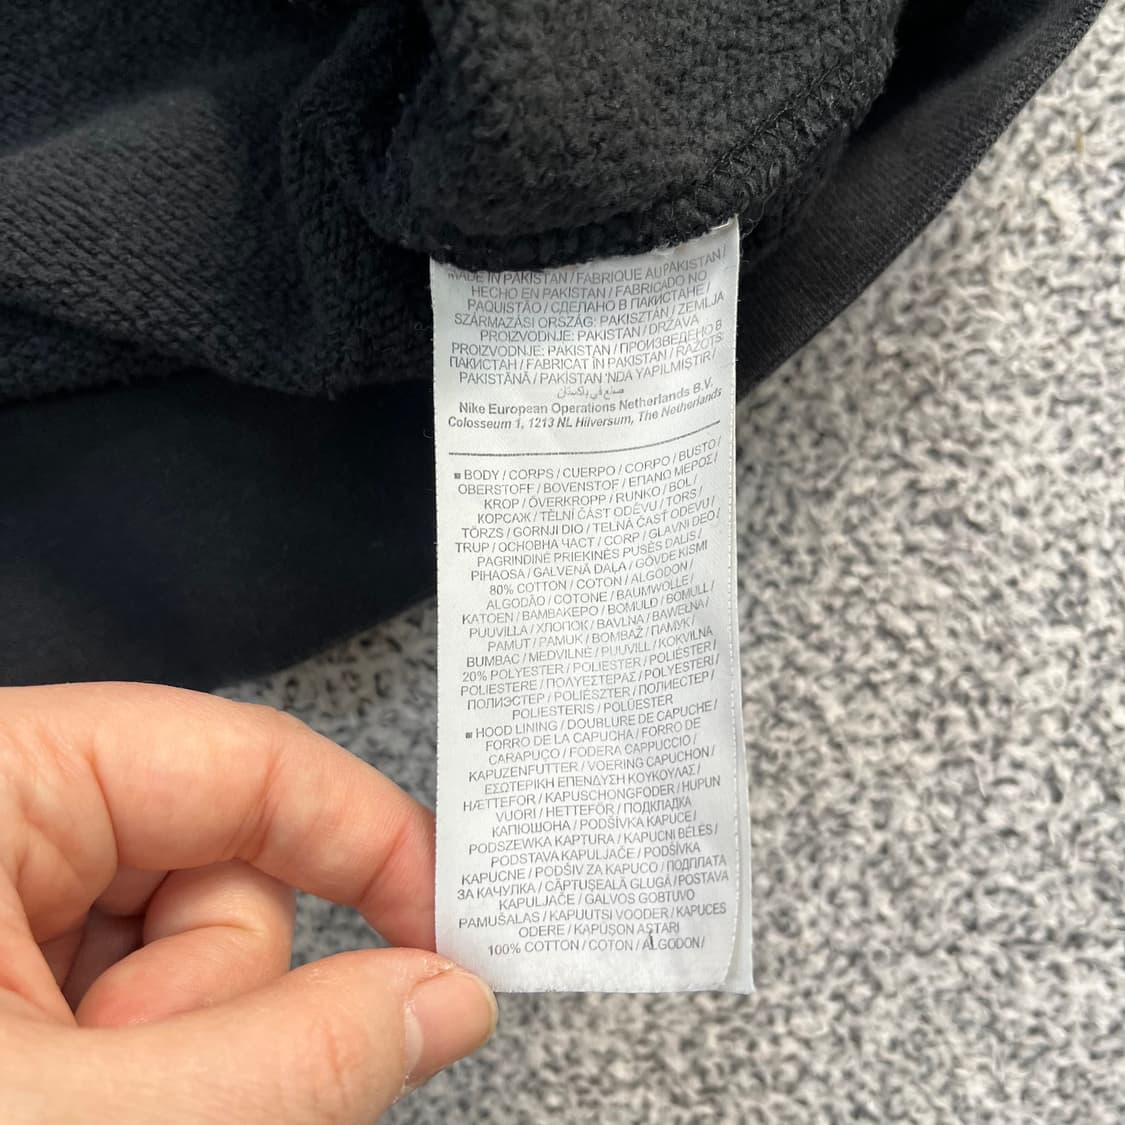 MADE IN PAKISTAN / FABRIQUE AU PAKISTAN /
HECHO EN PAKISTAN / FABRICADO NO
PAQUISTÃO / СДЕЛАНО В ПАКИСТАНЕ /
SZÁRMAZÁSI ORSZÁG: PAKISZTÁN / ZEMLJA
PROIZVODNJE: PAKISTAN / DRŽAVA
PROIZVODNJE: PAKISTAN / ПРОИЗВЕДЕНО В
ПАКИСТАН / FABRICAT ÎN PAKISTAN / RAŽOTS
PAKISTĀNĀ / PAKİSTAN 'NDA YAPILMIŞTIR /
صنع في باكستان
Nike European Operations Netherlands B.V.
Colosseum 1, 1213 NL Hilversum, The Netherlands
■ BODY / CORPS / CUERPO / CORPO / BUSTO /
OBERSTOFF / BOVENSTOF / ΕΠΑΝΩ ΜΕΡΟΣ /
KROP / ÖVERKROPP / RUNKO / BOL /
КОРСАЖ / TĚLNÍ ČÁST ODĚVU / TORS /
TÖRZS / GORNJI DIO / TELNÁ ČASŤ ODEVU /
TRUP / ОСНОВНА ЧАСТ / CORP / GLAVNI DEO /
PAGRINDINĖ PRIEKINĖS PUSĖS DALIS /
PIHAOSA / GALVENĀ DAĻA / GÖVDE KISMI
80% COTTON / COTON / ALGODON /
ALGODÃO / COTONE / BAUMWOLLE /
KATOEN / ΒΑΜΒΑΚΕΡΟ / BOMULD / BOMULL /
PUUVILLA / ХЛОПОК / BAVLNA / BAWEŁNA /
PAMUT / PAMUK / BOMBAŽ / ПАМУК /
BUMBAC / MEDVILNĖ / PUUVILL / KOKVILNA
20% POLYESTER / POLIESTER / POLIÉSTER /
POLIESTERE / ΠΟΛΥΕΣΤΕΡΑΣ / POLYESTERI /
ПОЛИЭСТЕР / POLIÉSZTER / ПОЛИЕСТЕР /
POLIESTERIS / POLÜESTER
■ HOOD LINING / DOUBLURE DE CAPUCHE /
FORRO DE LA CAPUCHA / FORRO DE
CARAPUÇO / FODERA CAPPUCCIO /
KAPUZENFUTTER / VOERING CAPUCHON /
ΕΣΩΤΕΡΙΚΗ ΕΠΕΝΔΥΣΗ ΚΟΥΚΟΥΛΑΣ /
HÆTTEFOR / KAPUSCHONGFODER / HUPUN
VUORI / HETTEFÔR / ПОДКЛАДКА
КАПЮШОНА / PODŠÍVKA KAPUCE /
PODSZEWKA KAPTURA / KAPUCNI BÉLÉS /
PODSTAVA KAPULJAČE / PODŠÍVKA
KAPUCNE / PODŠIV ZA KAPUCO / ПОДПЛАТА
ЗА КАЧУЛКА / CĂPTUȘEALĂ GLUGĂ / POSTAVA
KAPULJAČE / GALVOS GOBTUVO
PAMUŠALAS / KAPUUTSI VOODER / KAPUCES
ODERE / KAPUŞON ASTARI
100% COTTON / COTON / ALGODON /